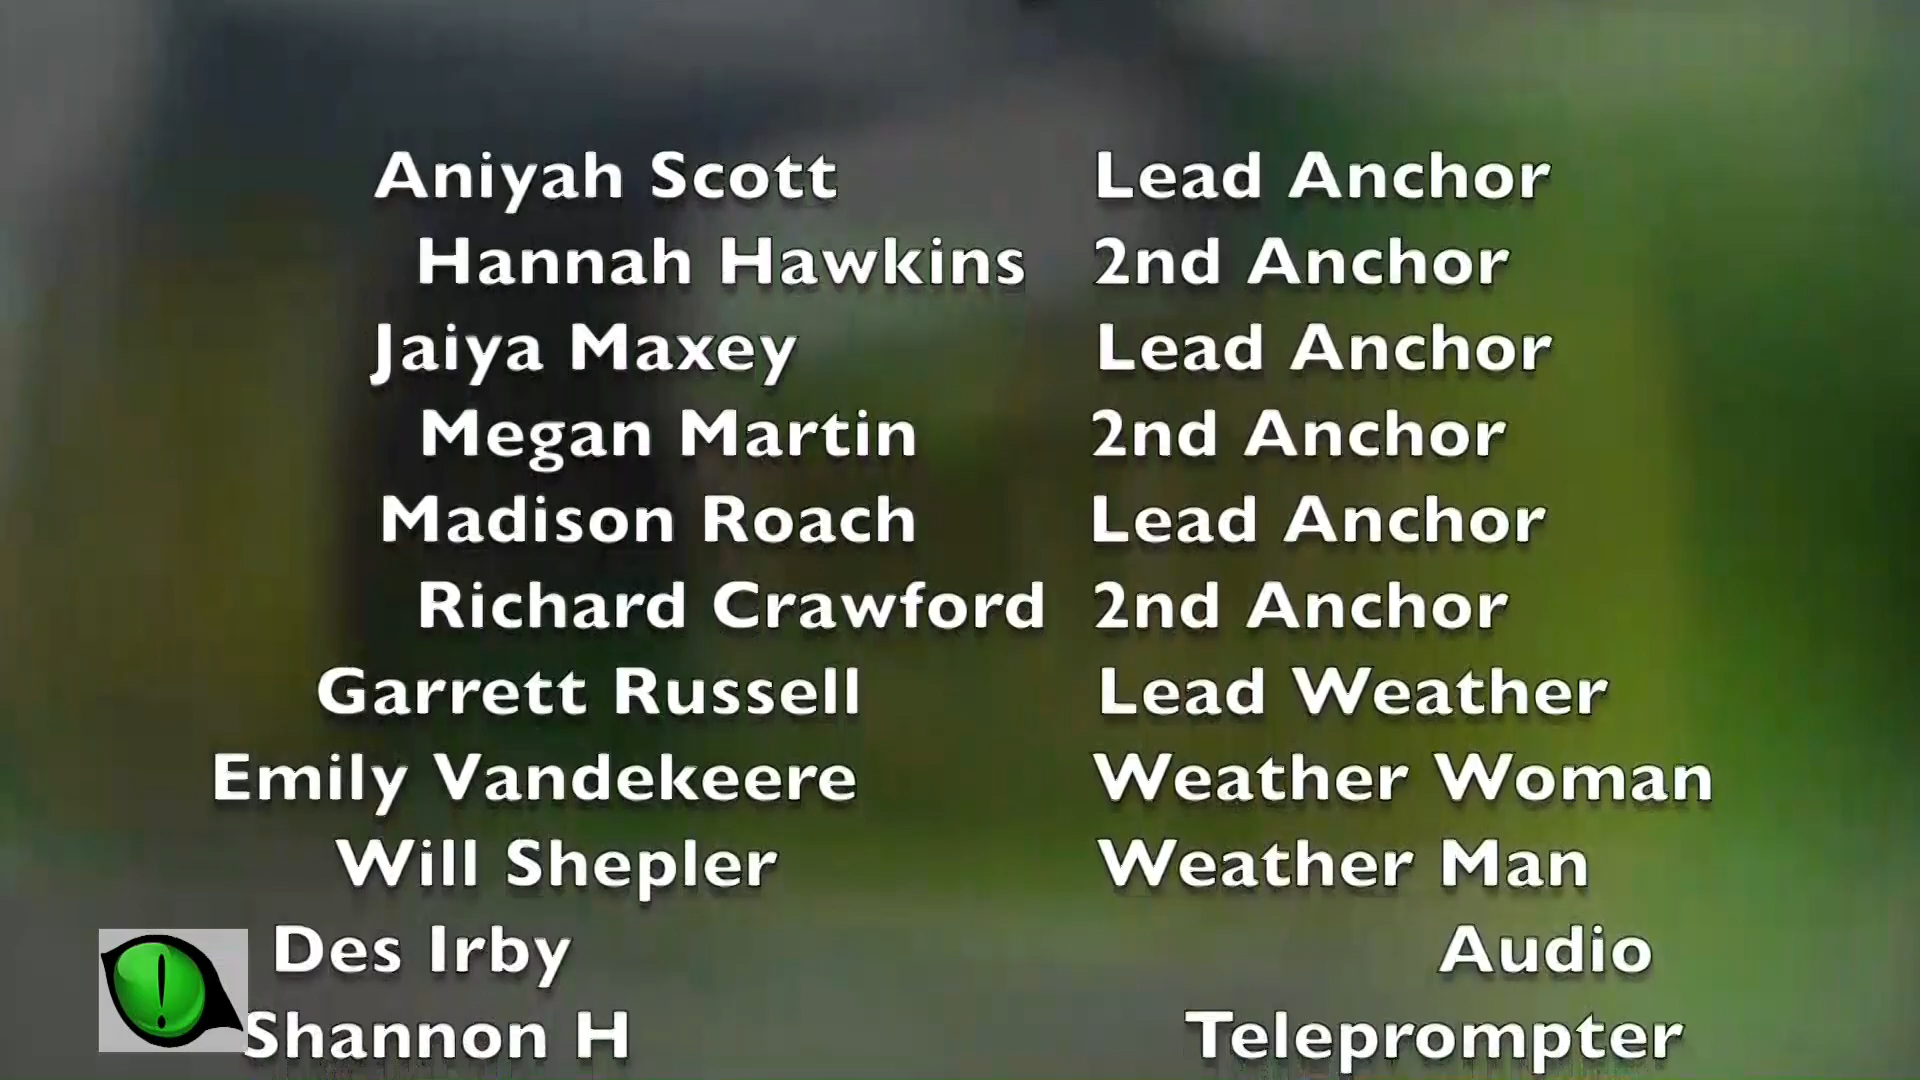 Aniyah Scott Lead Anchor
Hannah Hawkins 2nd Anchor
Jaiya Maxey Lead Anchor
Megan Martin 2nd Anchor
Madison Roach Lead Anchor
Richard Crawford 2nd Anchor
Garrett Russell Lead Weather
Emily Vandekeere Weather Woman
Will Shepler Weather Man
Des Irby Audio
Shannon H Teleprompter